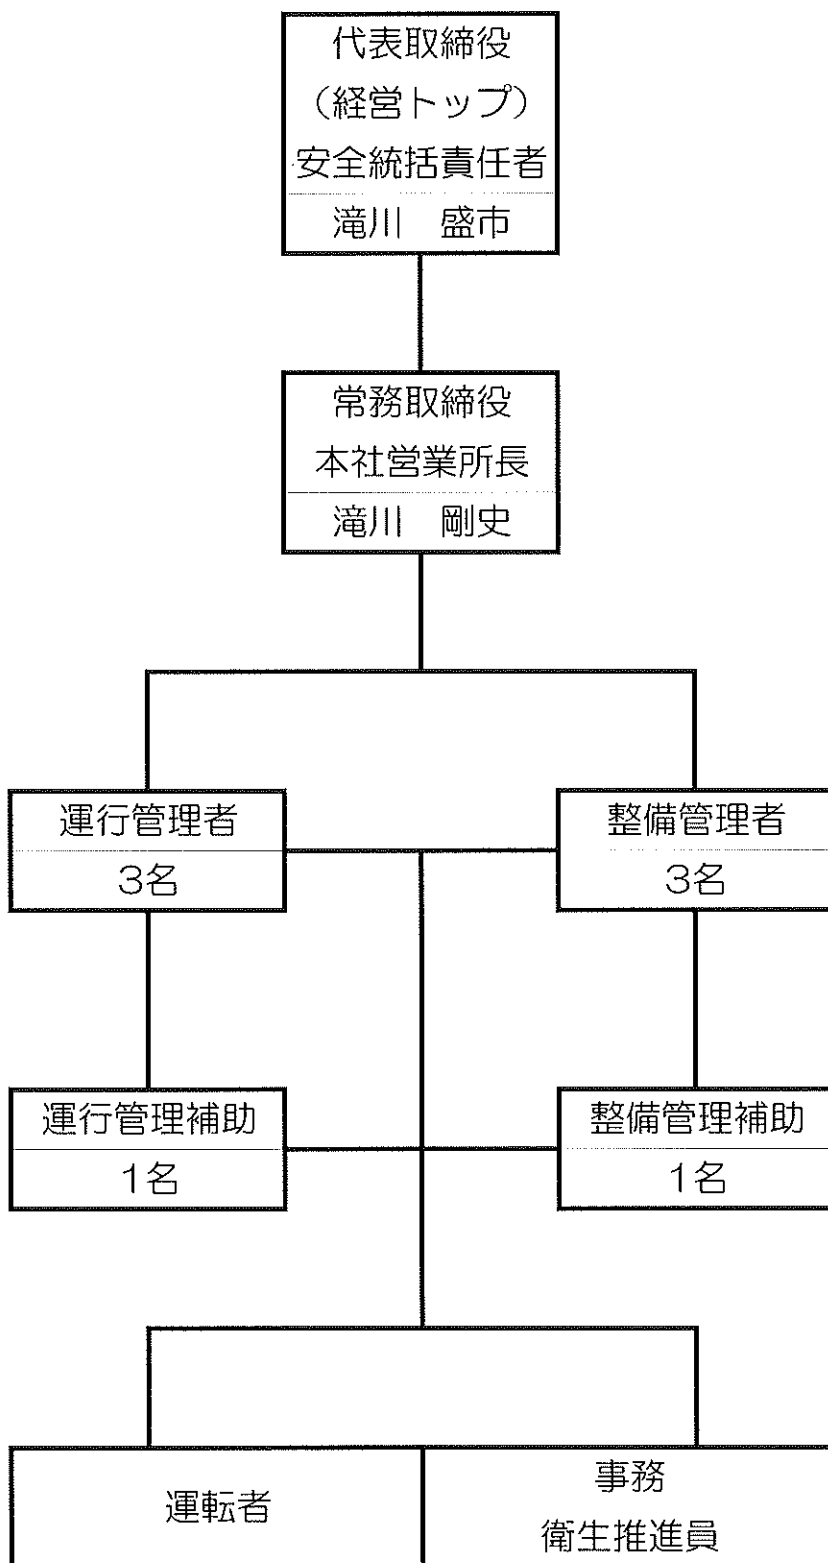 代表取締役
（経営トップ）
安全統括責任者
滝川　盛市
常務取締役
本社営業所長
滝川　剛史
運行管理者
3名
整備管理者
3名
運行管理補助
1名
整備管理補助
1名
運転者
事務
衛生推進員